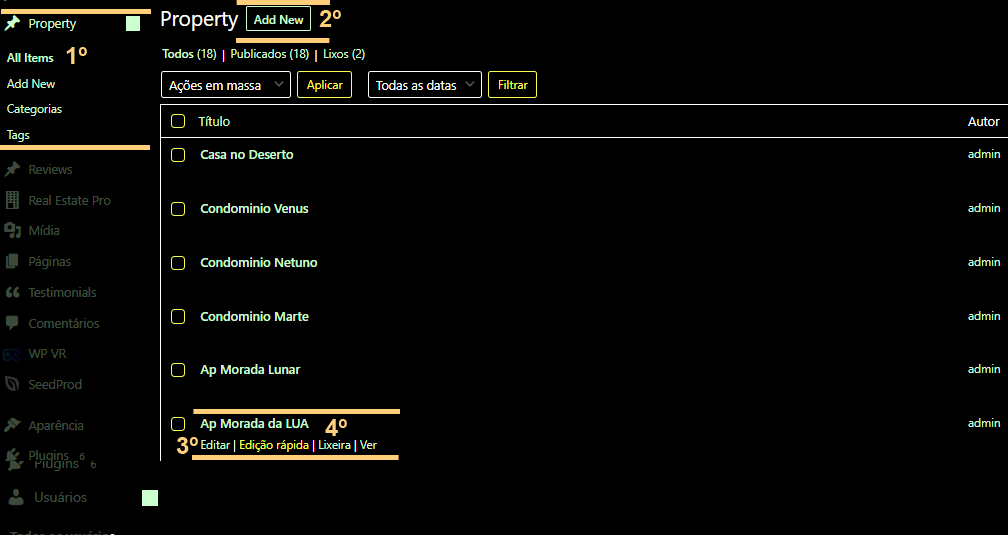 Property
All Items 1º
Add New
Categorias
Tags
Reviews
Real Estate Pro
Mídia
Páginas
Testimonials
Comentários
WP VR
SeedProd
Aparência
Plugins 6
Plugins 6
Usuários
Property Add New 2º
Todos (18) | Publicados (18) | Lixos (2)
Ações em massa Aplicar Todas as datas Filtrar
Título Autor
Casa no Deserto admin
Condominio Venus admin
Condominio Netuno admin
Condominio Marte admin
Ap Morada Lunar admin
Ap Morada da LUA 4º admin
3º Editar | Edição rápida | Lixeira | Ver